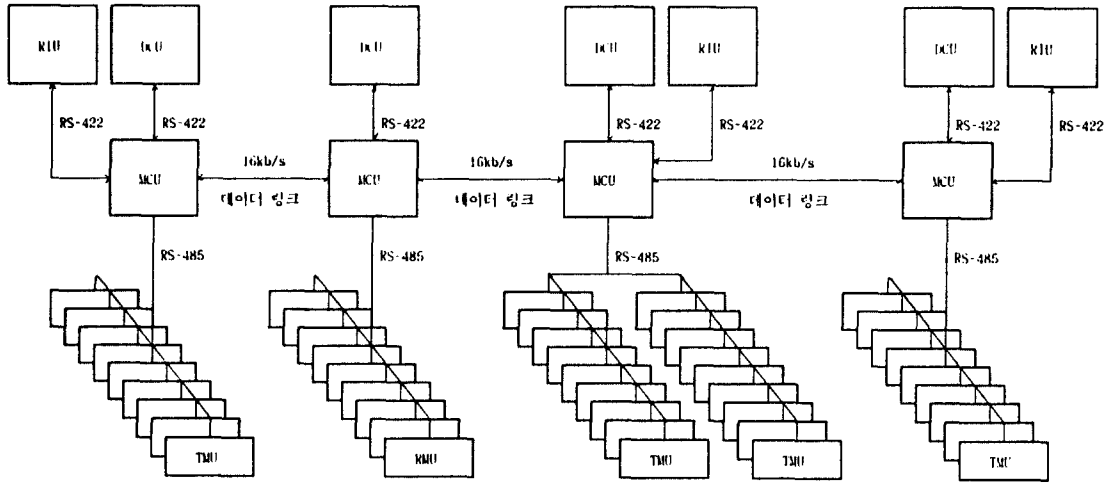 RIU
DCU
DCU
DCU
RIU
DCU
RIU
RS-422
RS-422
RS-422
RS-422
RS-422
RS-422
RS-422
MCU
16kb/s
데이터 링크
MCU
16kb/s
데이터 링크
MCU
16kb/s
데이터 링크
MCU
RS-485
RS-485
RS-485
RS-485
TMU
RMU
TMU
TMU
TMU